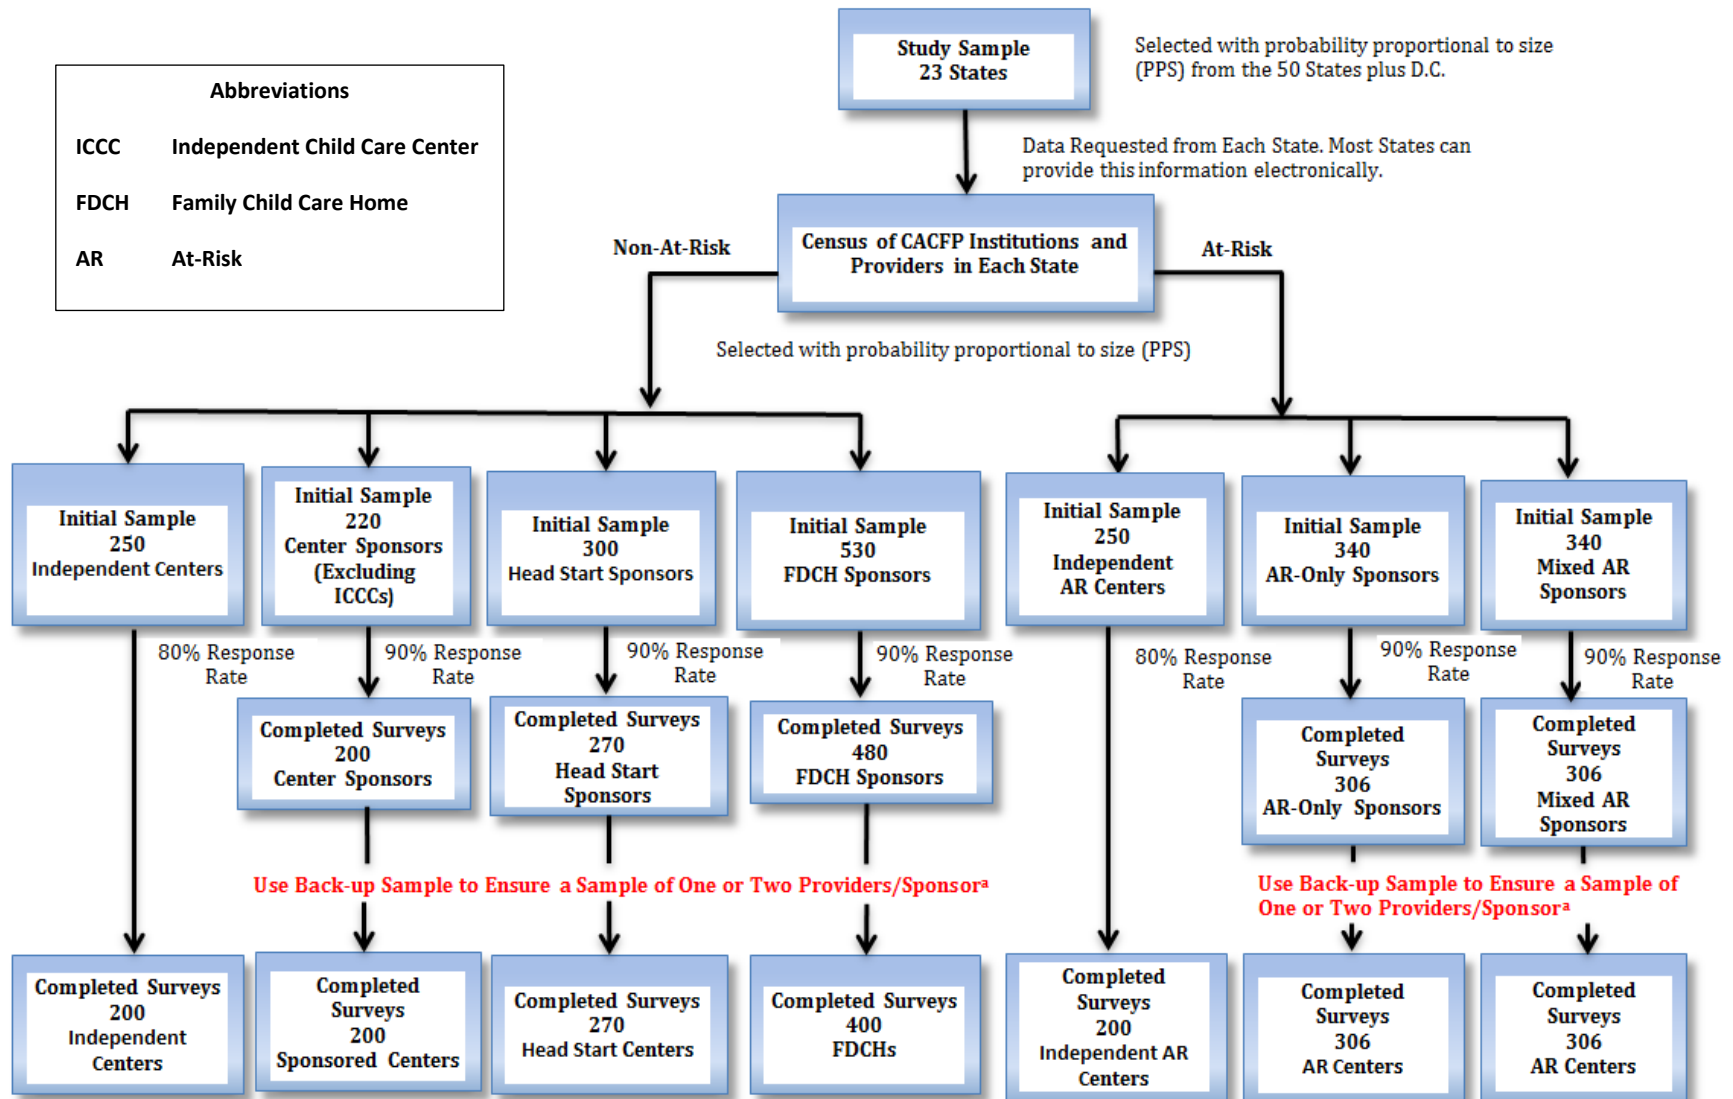 Study Sample
23 States
Selected with probability proportional to size
(PPS) from the 50 States plus D.C.
Abbreviations
ICCC Independent Child Care Center
FDCH Family Child Care Home
AR At-Risk
Data Requested from Each State. Most States can
provide this information electronically.
Non-At-Risk
Census of CACFP Institutions and
Providers in Each State
At-Risk
Selected with probability proportional to size (PPS)
Initial Sample
250
Independent Centers
Initial Sample
220
Center Sponsors
(Excluding
ICCCs)
Initial Sample
300
Head Start Sponsors
Initial Sample
530
FDCH Sponsors
Initial Sample
250
Independent
AR Centers
Initial Sample
340
AR-Only Sponsors
Initial Sample
340
Mixed AR
Sponsors
80% Response
Rate
90% Response
Rate
90% Response
Rate
90% Response
Rate
80% Response
Rate
90% Response
Rate
90% Response
Rate
Completed Surveys
200
Center Sponsors
Completed Surveys
270
Head Start
Sponsors
Completed Surveys
480
FDCH Sponsors
Completed
Surveys
306
AR-Only Sponsors
Completed
Surveys
306
Mixed AR
Sponsors
Use Back-up Sample to Ensure a Sample of One or Two Providers/Sponsorᵃ
Use Back-up Sample to Ensure a Sample of
One or Two Providers/Sponsorᵃ
Completed Surveys
200
Independent
Centers
Completed
Surveys
200
Sponsored Centers
Completed Surveys
270
Head Start Centers
Completed Surveys
400
FDCHs
Completed
Surveys
200
Independent AR
Centers
Completed
Surveys
306
AR Centers
Completed
Surveys
306
AR Centers